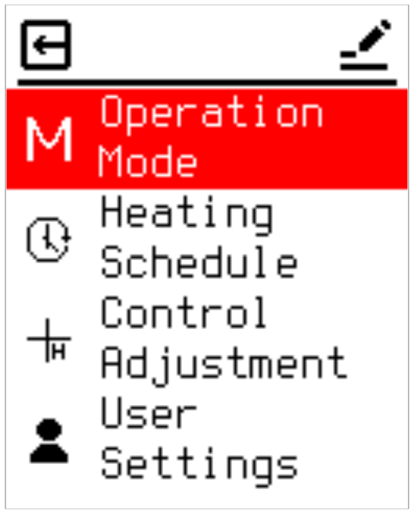 M Operation
Mode
Heating
Schedule
H Control
Adjustment
User
Settings